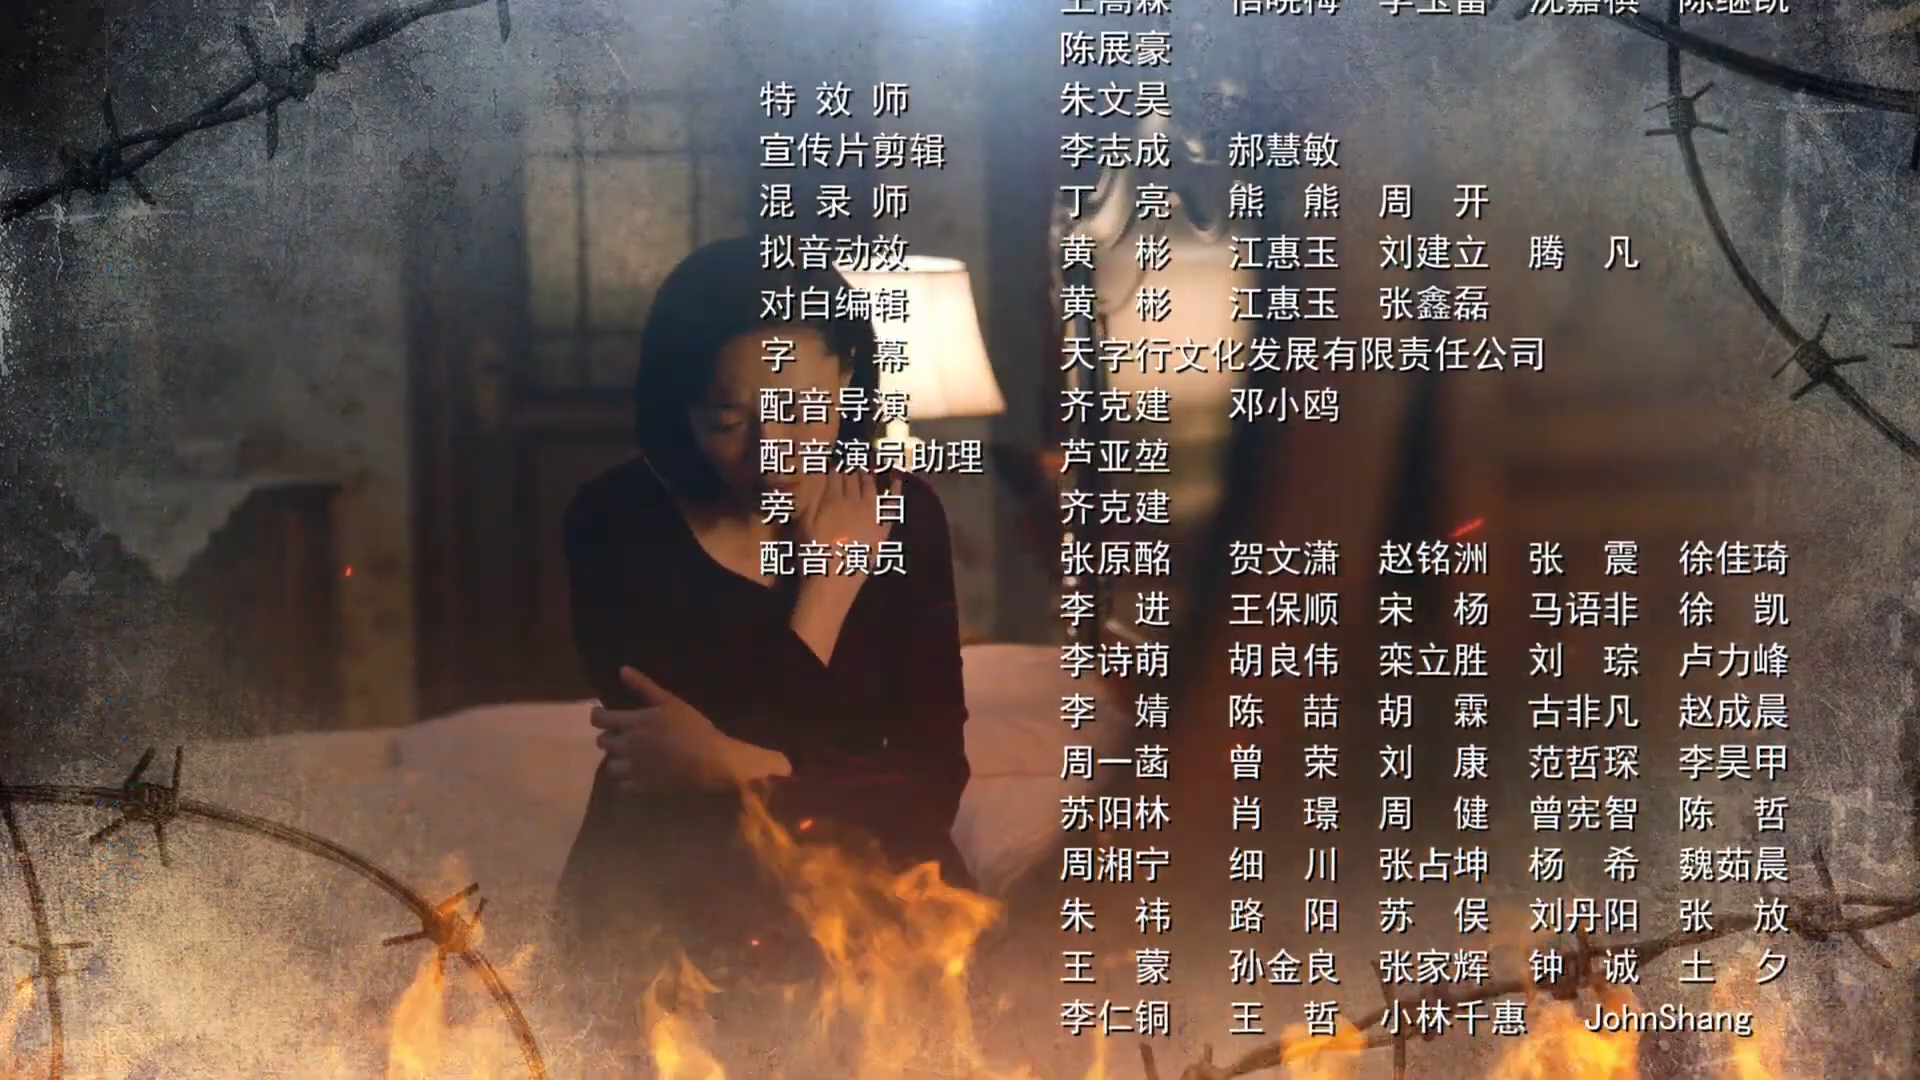 陈展豪
特效师 朱文昊
宣传片剪辑 李志成 郝慧敏
混录师 丁亮 熊熊 周开
拟音动效 黄彬 江惠玉 刘建立 腾凡
对白编辑 黄彬 江惠玉 张鑫磊
字幕 天字行文化发展有限责任公司
配音导演 齐克建 邓小鸥
配音演员助理 芦亚堃
旁白 齐克建
配音演员 张原酩 贺文潇 赵铭洲 张震 徐佳琦
李进 王保顺 宋杨 马语非 徐凯
李诗萌 胡良伟 栾立胜 刘琮 卢力峰
李婧 陈喆 胡霖 古非凡 赵成晨
周一菡 曾荣 刘康 范哲琛 李昊甲
苏阳林 肖璟 周健 曾宪智 陈哲
周湘宁 细川 张占坤 杨希 魏茹晨
朱祎 路阳 苏俣 刘丹阳 张放
王蒙 孙金良 张家辉 钟诚 土夕
李仁铜 王哲 小林千惠 JohnShang